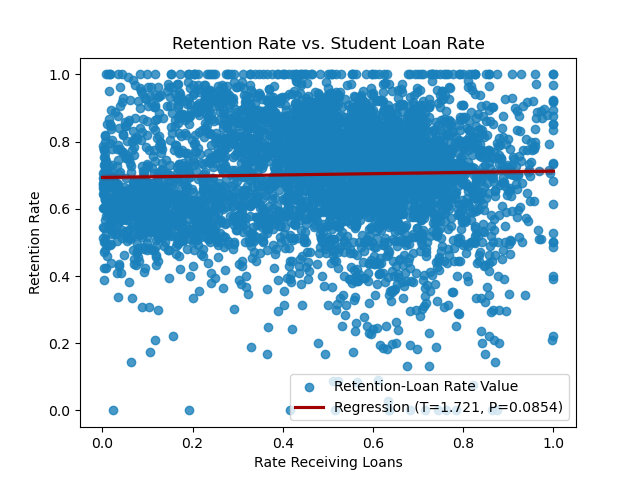 Retention Rate vs. Student Loan Rate
1.0
0.8
0.6
0.4
0.2
0.0
Retention Rate
Retention-Loan Rate Value
Regression (T=1.721, P=0.0854)
0.0 0.2 0.4 0.6 0.8 1.0
Rate Receiving Loans